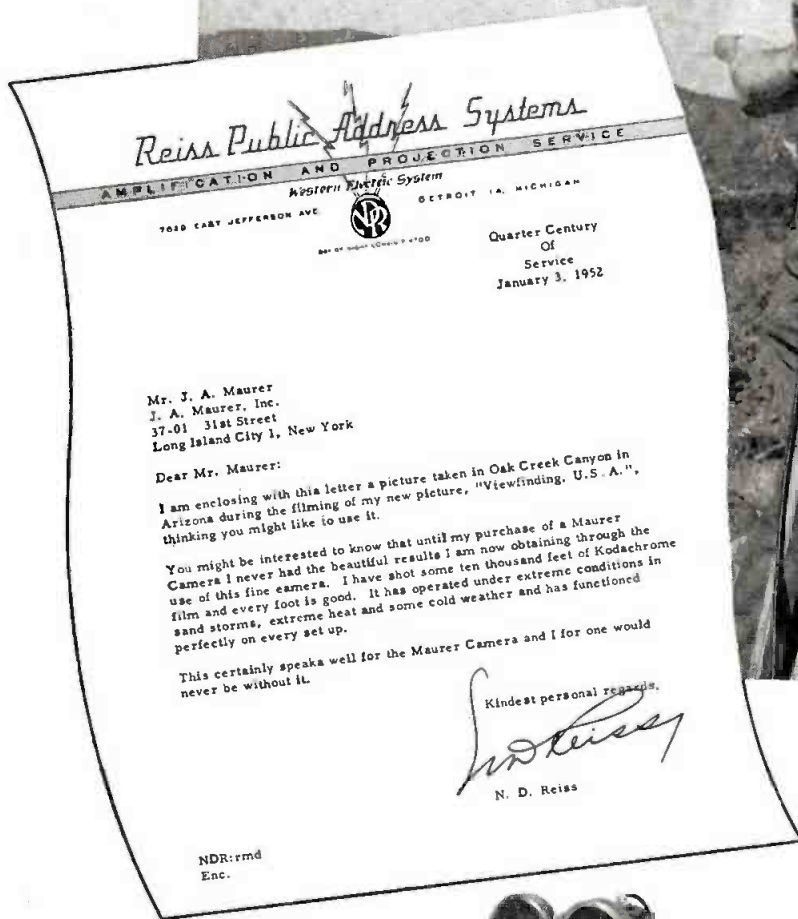 Reiss Public Address Systems
AMPLIFICATION AND PROJECTION SERVICE
Western Electric System
7629 EAST JEFFERSON AVE. DETROIT 14, MICHIGAN
NDR
Quarter Century
Of
Service
January 3, 1952
Mr. J. A. Maurer
J. A. Maurer, Inc.
37-01 31st Street
Long Island City 1, New York
Dear Mr. Maurer:
I am enclosing with this letter a picture taken in Oak Creek Canyon in
Arizona during the filming of my new picture, "Viewfinding, U.S.A.",
thinking you might like to use it.
You might be interested to know that until my purchase of a Maurer
Camera I never had the beautiful results I am now obtaining through the
use of this fine camera. I have shot some ten thousand feet of Kodachrome
film and every foot is good. It has operated under extreme conditions in
sand storms, extreme heat and some cold weather and has functioned
perfectly on every set up.
This certainly speaks well for the Maurer Camera and I for one would
never be without it.
Kindest personal regards,
N D Reiss
N. D. Reiss
NDR:rmd
Enc.